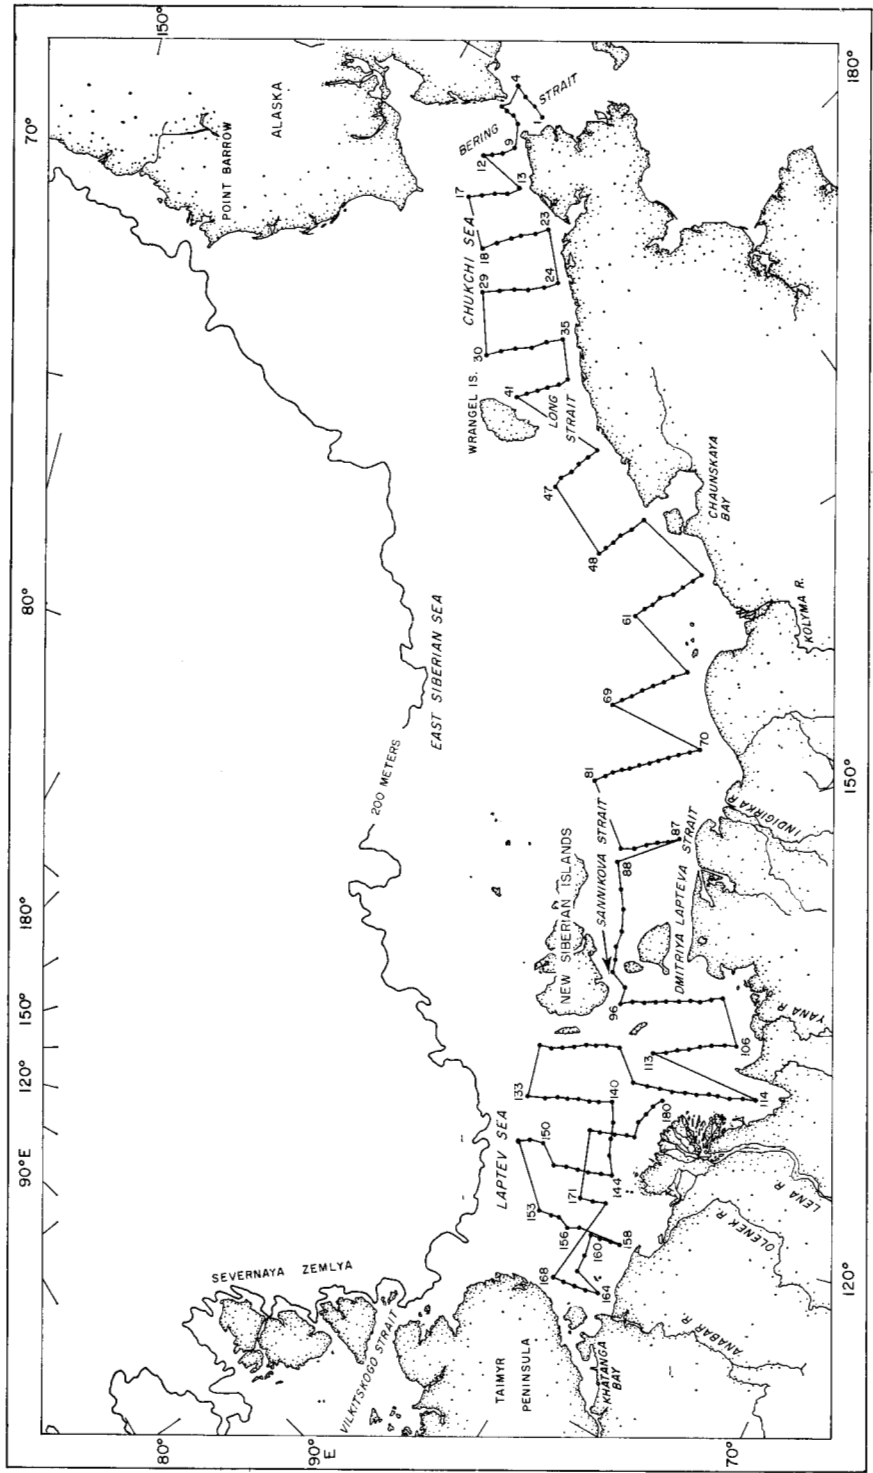 150°
70°
80°
180°
150°
120°
90°E
80°
90°
E
180°
150°
120°
70°
POINT BARROW
ALASKA
BERING
STRAIT
CHUKCHI SEA
WRANGEL IS.
LONG
STRAIT
CHAUNSKAYA
BAY
KOLYMA R.
EAST SIBERIAN SEA
200 METERS
INDIGIRKA R.
NEW SIBERIAN ISLANDS
SANNIKOVA STRAIT
DMITRIYA LAPTEVA STRAIT
YANA R.
LAPTEV SEA
LENA R.
OLENEK R.
ANABAR R.
SEVERNAYA ZEMLYA
VILKITSKOGO STRAIT
TAIMYR
PENINSULA
KHATANGA
BAY
1
4
9
12
13
17
18
23
24
29
30
35
41
47
48
61
69
70
81
87
88
96
106
113
114
133
140
144
150
153
156
158
160
164
168
171
180